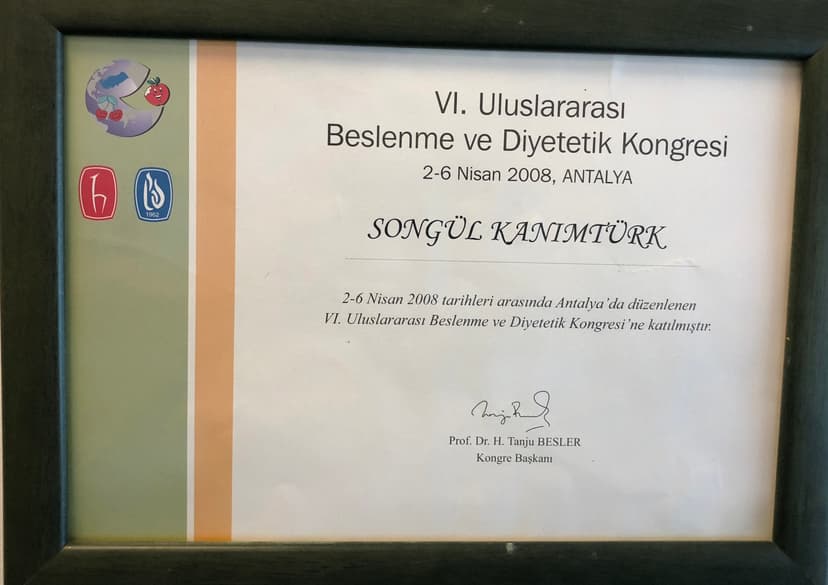 VI. Uluslararası
Beslenme ve Diyetetik Kongresi
2-6 Nisan 2008, ANTALYA
SONGÜL KANIMTÜRK
2-6 Nisan 2008 tarihleri arasında Antalya'da düzenlenen
VI. Uluslararası Beslenme ve Diyetetik Kongresi'ne katılmıştır.
Prof. Dr. H. Tanju BESLER
Kongre Başkanı
1962